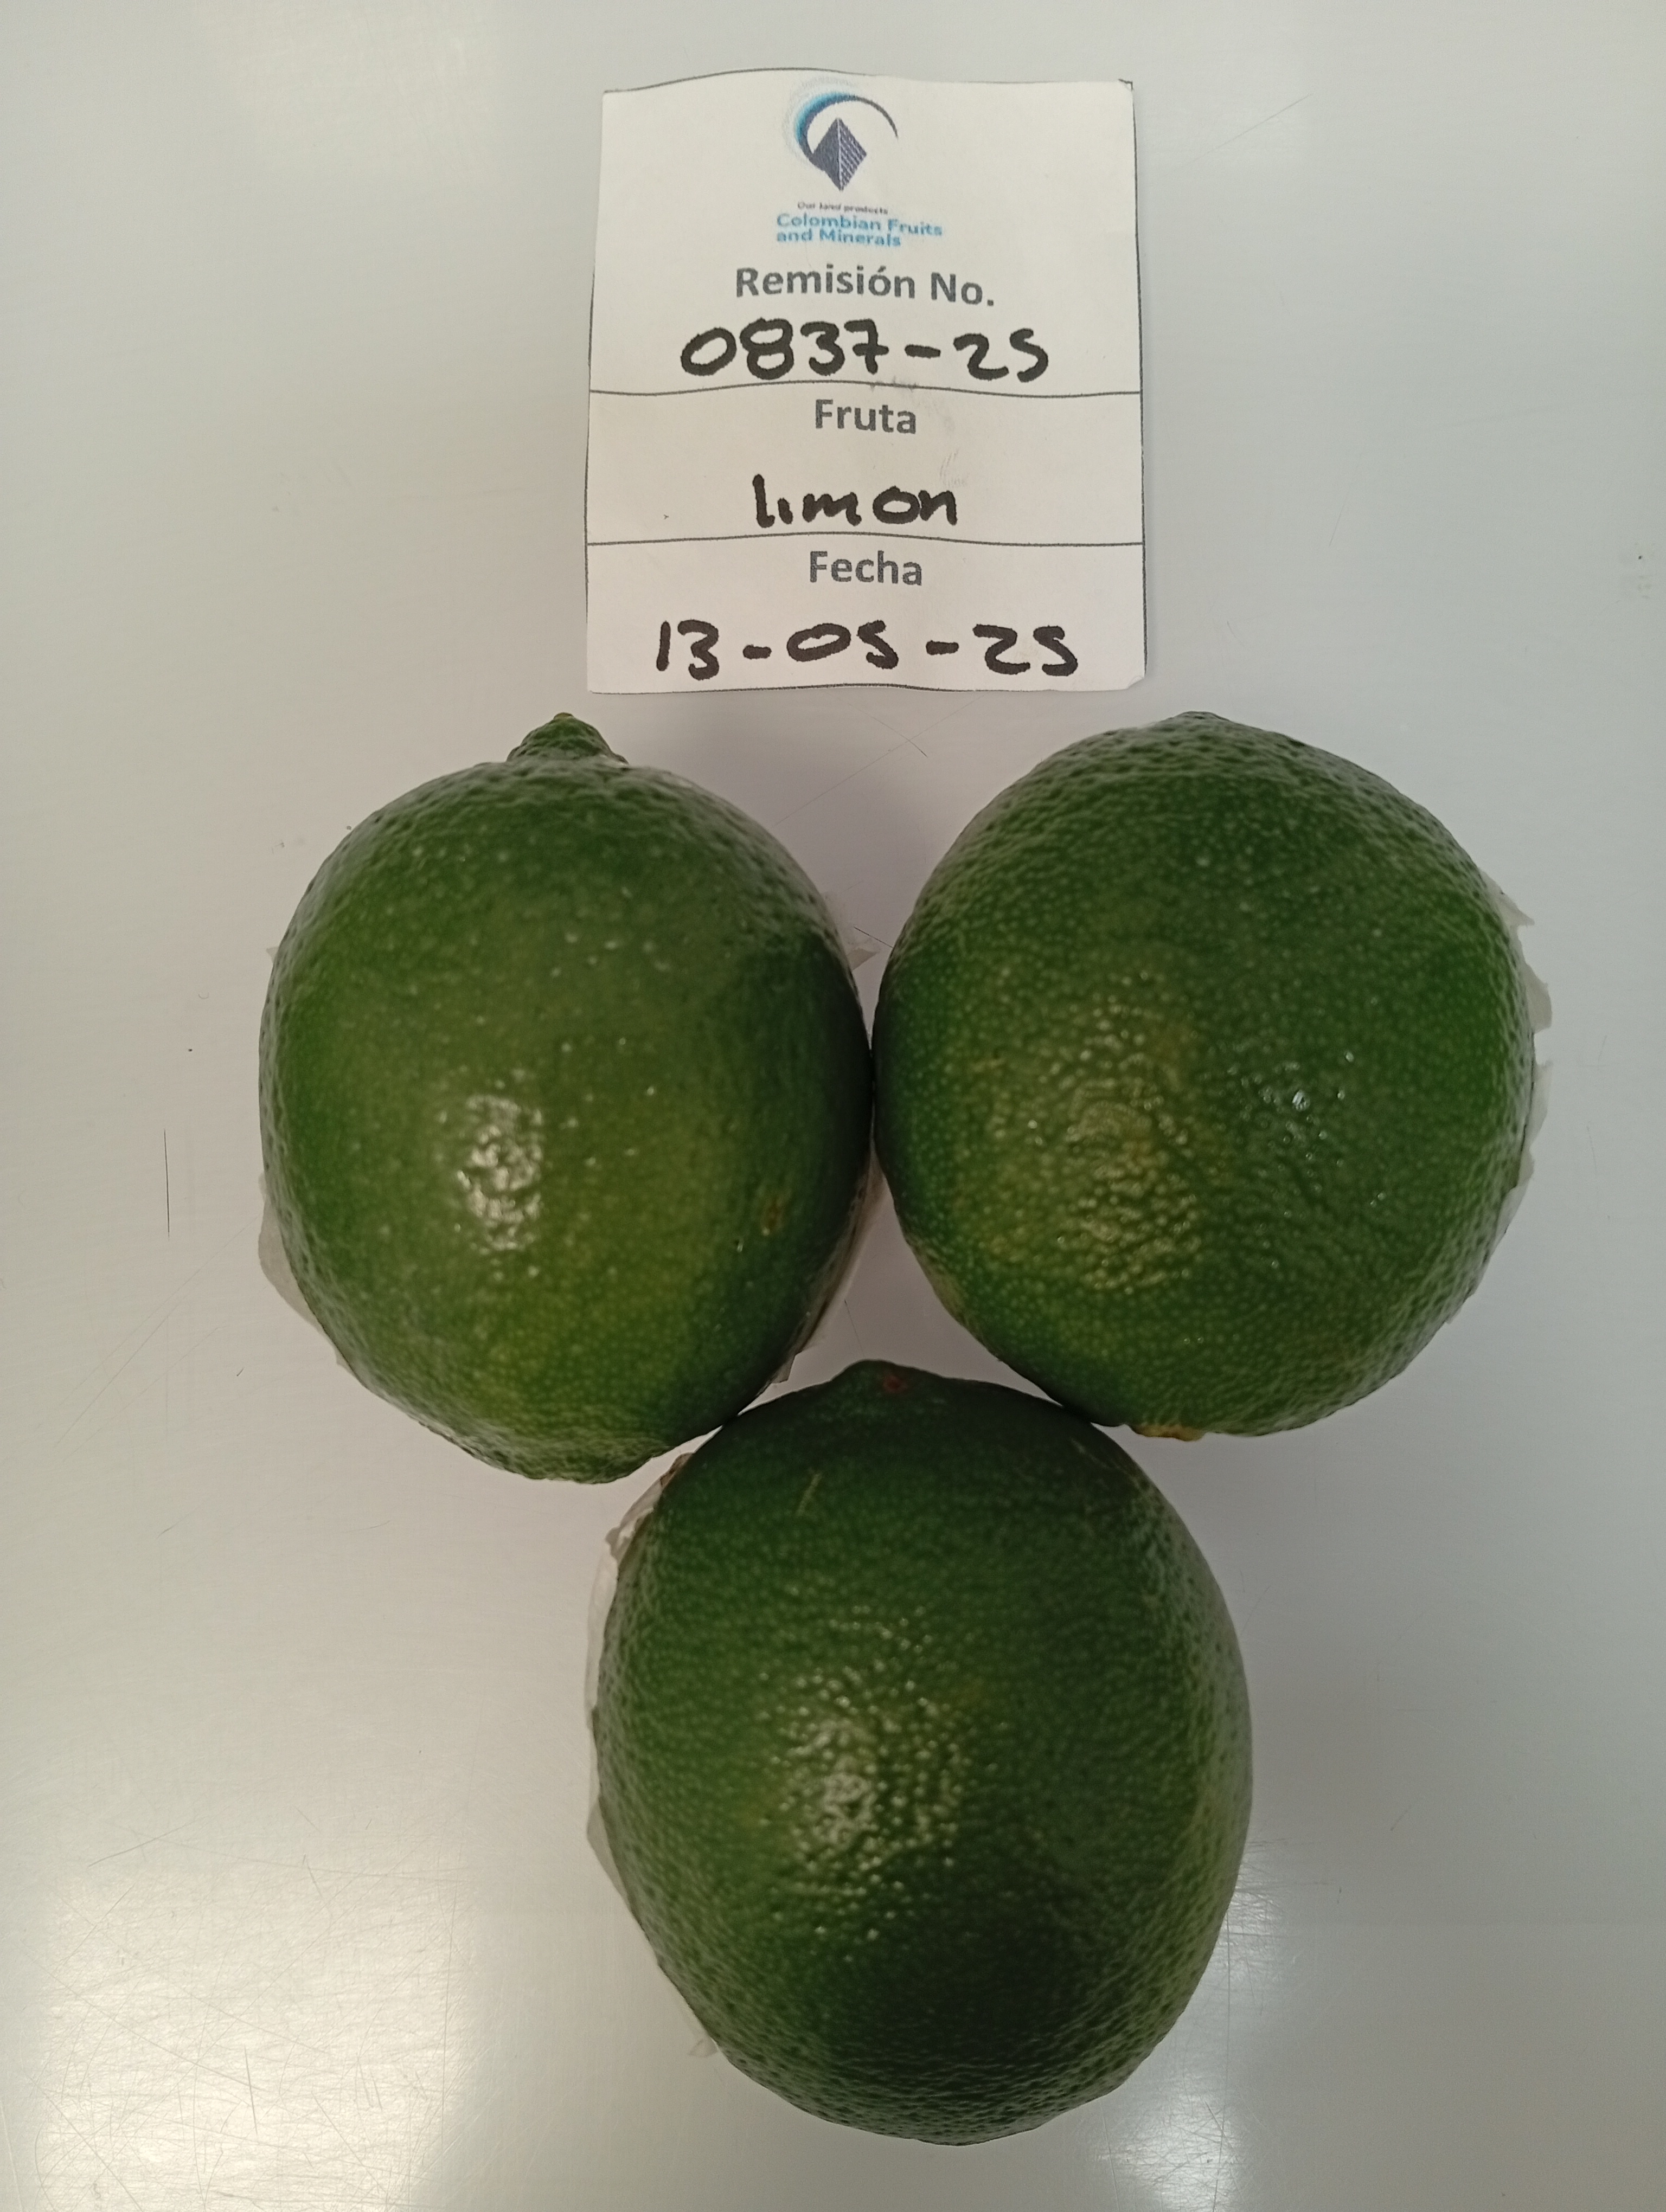 Our land products
Colombian Fruits
and Minerals
Remisión No.
0837-25
Fruta
limon
Fecha
13-05-25